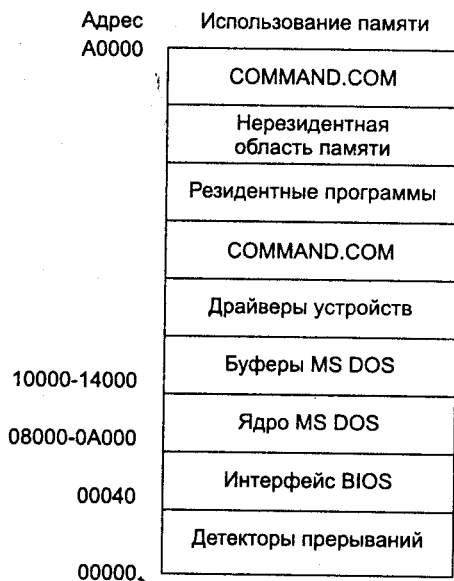 Адрес Использование памяти
A0000
COMMAND.COM
Нерезидентная
область памяти
Резидентные программы
COMMAND.COM
Драйверы устройств
Буферы MS DOS
10000-14000
Ядро MS DOS
08000-0A000
Интерфейс BIOS
00040
Детекторы прерываний
00000